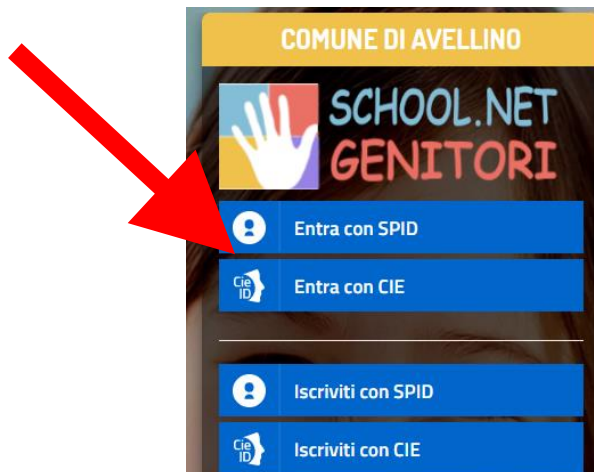 COMUNE DI AVELLINO
SCHOOL.NET
GENITORI
Entra con SPID
Cie ID Entra con CIE
Iscriviti con SPID
Cie ID Iscriviti con CIE